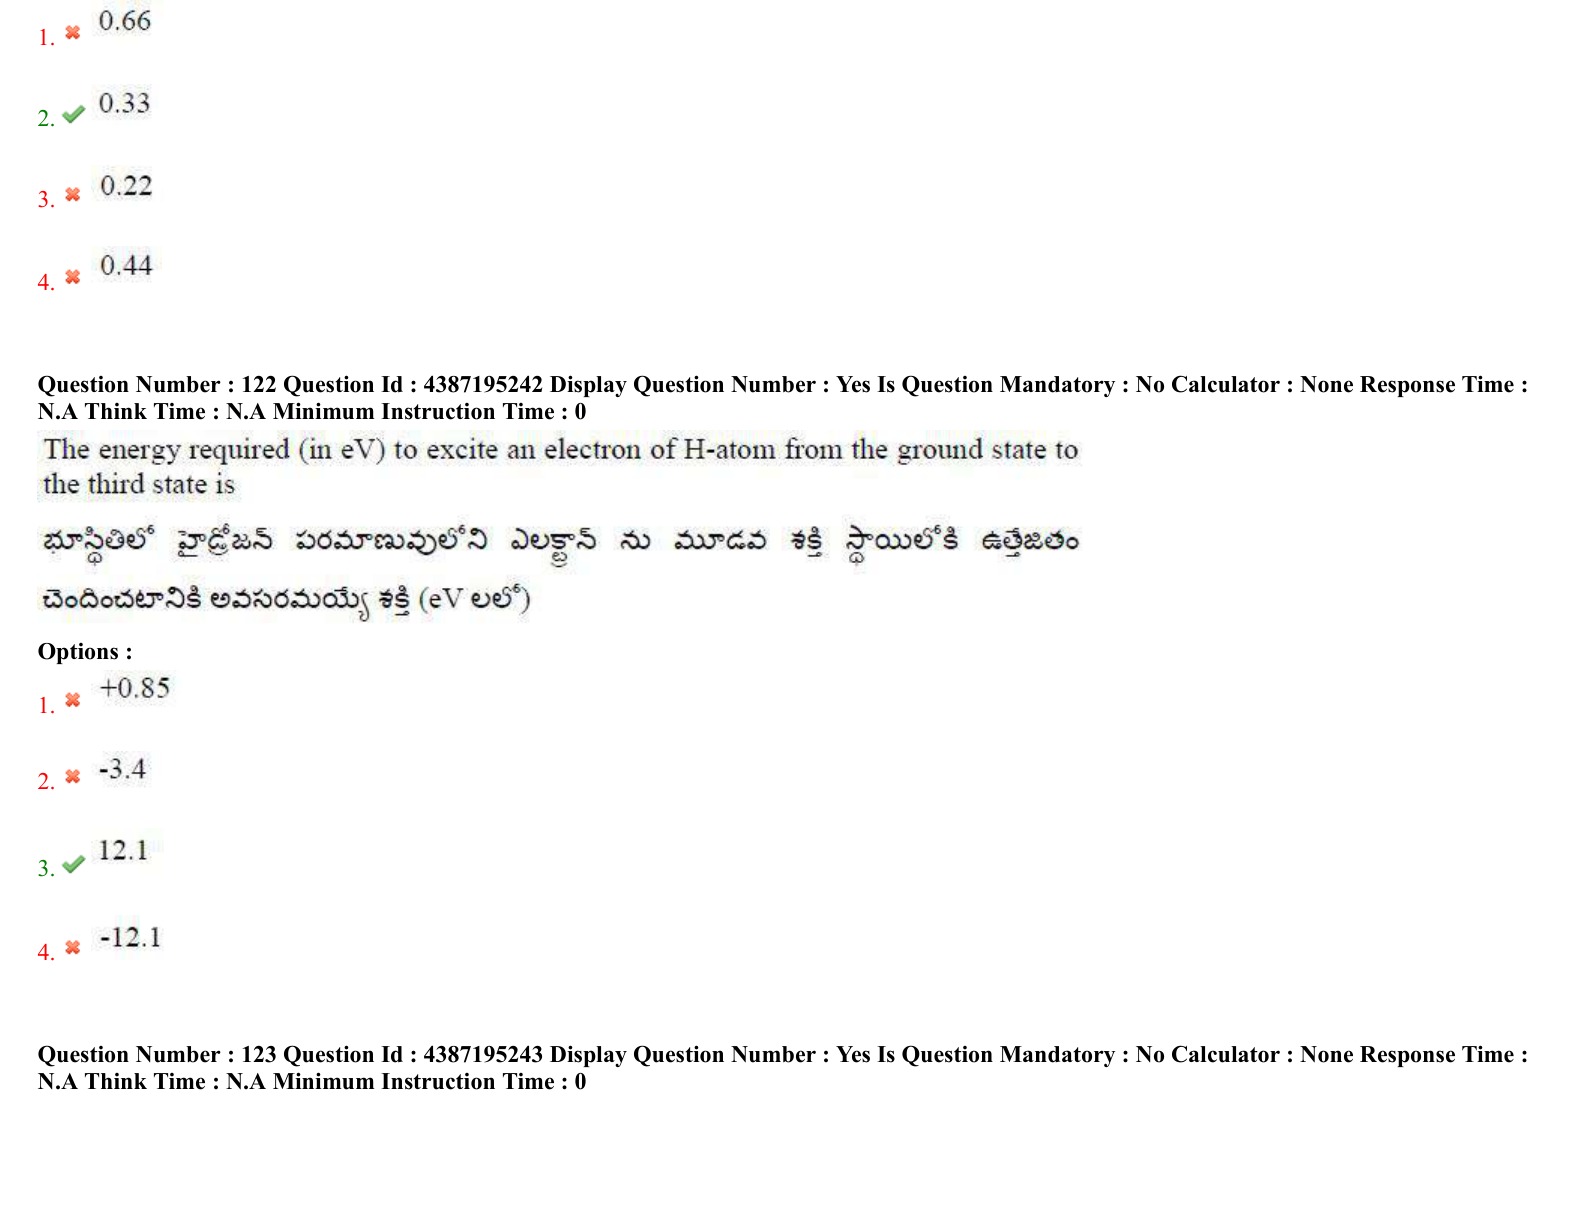 1. 0.66
2. 0.33
3. 0.22
4. 0.44
Question Number : 122 Question Id : 4387195242 Display Question Number : Yes Is Question Mandatory : No Calculator : None Response Time :
N.A Think Time : N.A Minimum Instruction Time : 0
The energy required (in eV) to excite an electron of H-atom from the ground state to
the third state is
భూస్థితిలో హైడ్రోజన్ పరమాణువులోని ఎలక్ట్రాన్ ను మూడవ శక్తి స్థాయిలోకి ఉత్తేజితం
చెందించటానికి అవసరమయ్యే శక్తి (eV లలో)
Options :
1. +0.85
2. -3.4
3. 12.1
4. -12.1
Question Number : 123 Question Id : 4387195243 Display Question Number : Yes Is Question Mandatory : No Calculator : None Response Time :
N.A Think Time : N.A Minimum Instruction Time : 0